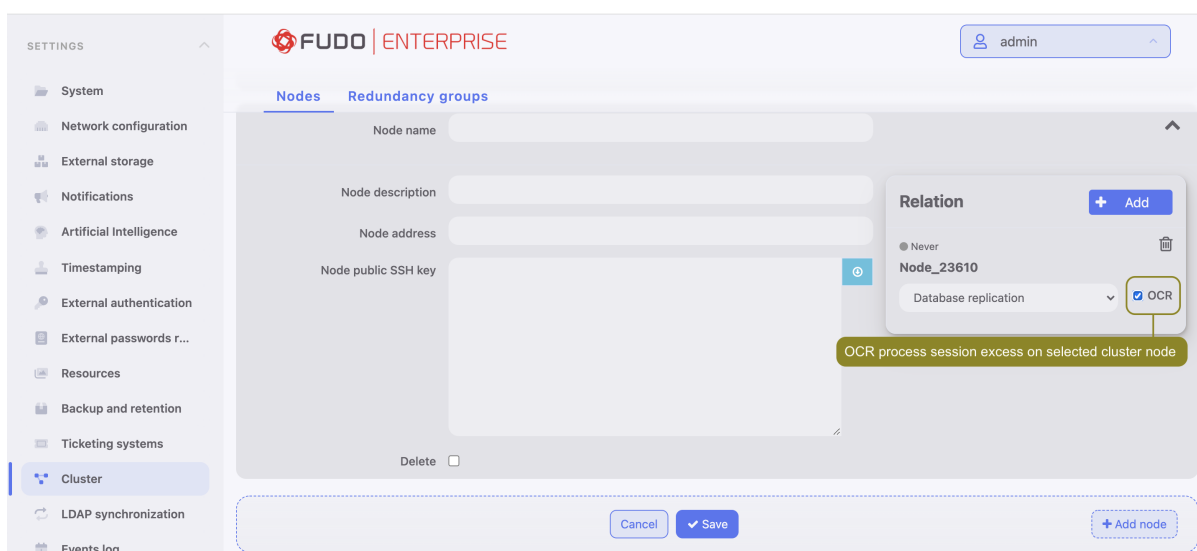 SETTINGS
FUDO ENTERPRISE
admin
System
Network configuration
External storage
Notifications
Artificial Intelligence
Timestamping
External authentication
External passwords r...
Resources
Backup and retention
Ticketing systems
Cluster
LDAP synchronization
Events log
Nodes Redundancy groups
Node name
Node description
Node address
Node public SSH key
Delete
Relation
+ Add
Never
Node_23610
Database replication
OCR
OCR process session excess on selected cluster node
Cancel
Save
+ Add node